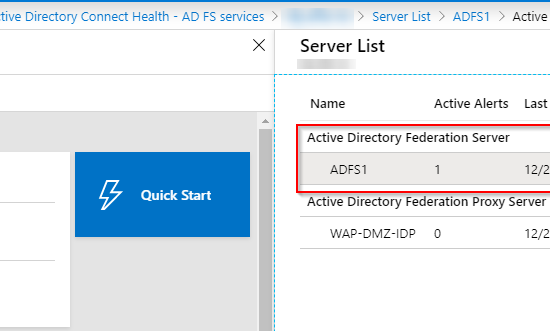 ctive Directory Connect Health - AD FS services > > Server List > ADFS1 > Active
Server List
Name Active Alerts Last
Active Directory Federation Server
ADFS1 1 12/2
Quick Start
Active Directory Federation Proxy Server
WAP-DMZ-IDP 0 12/2